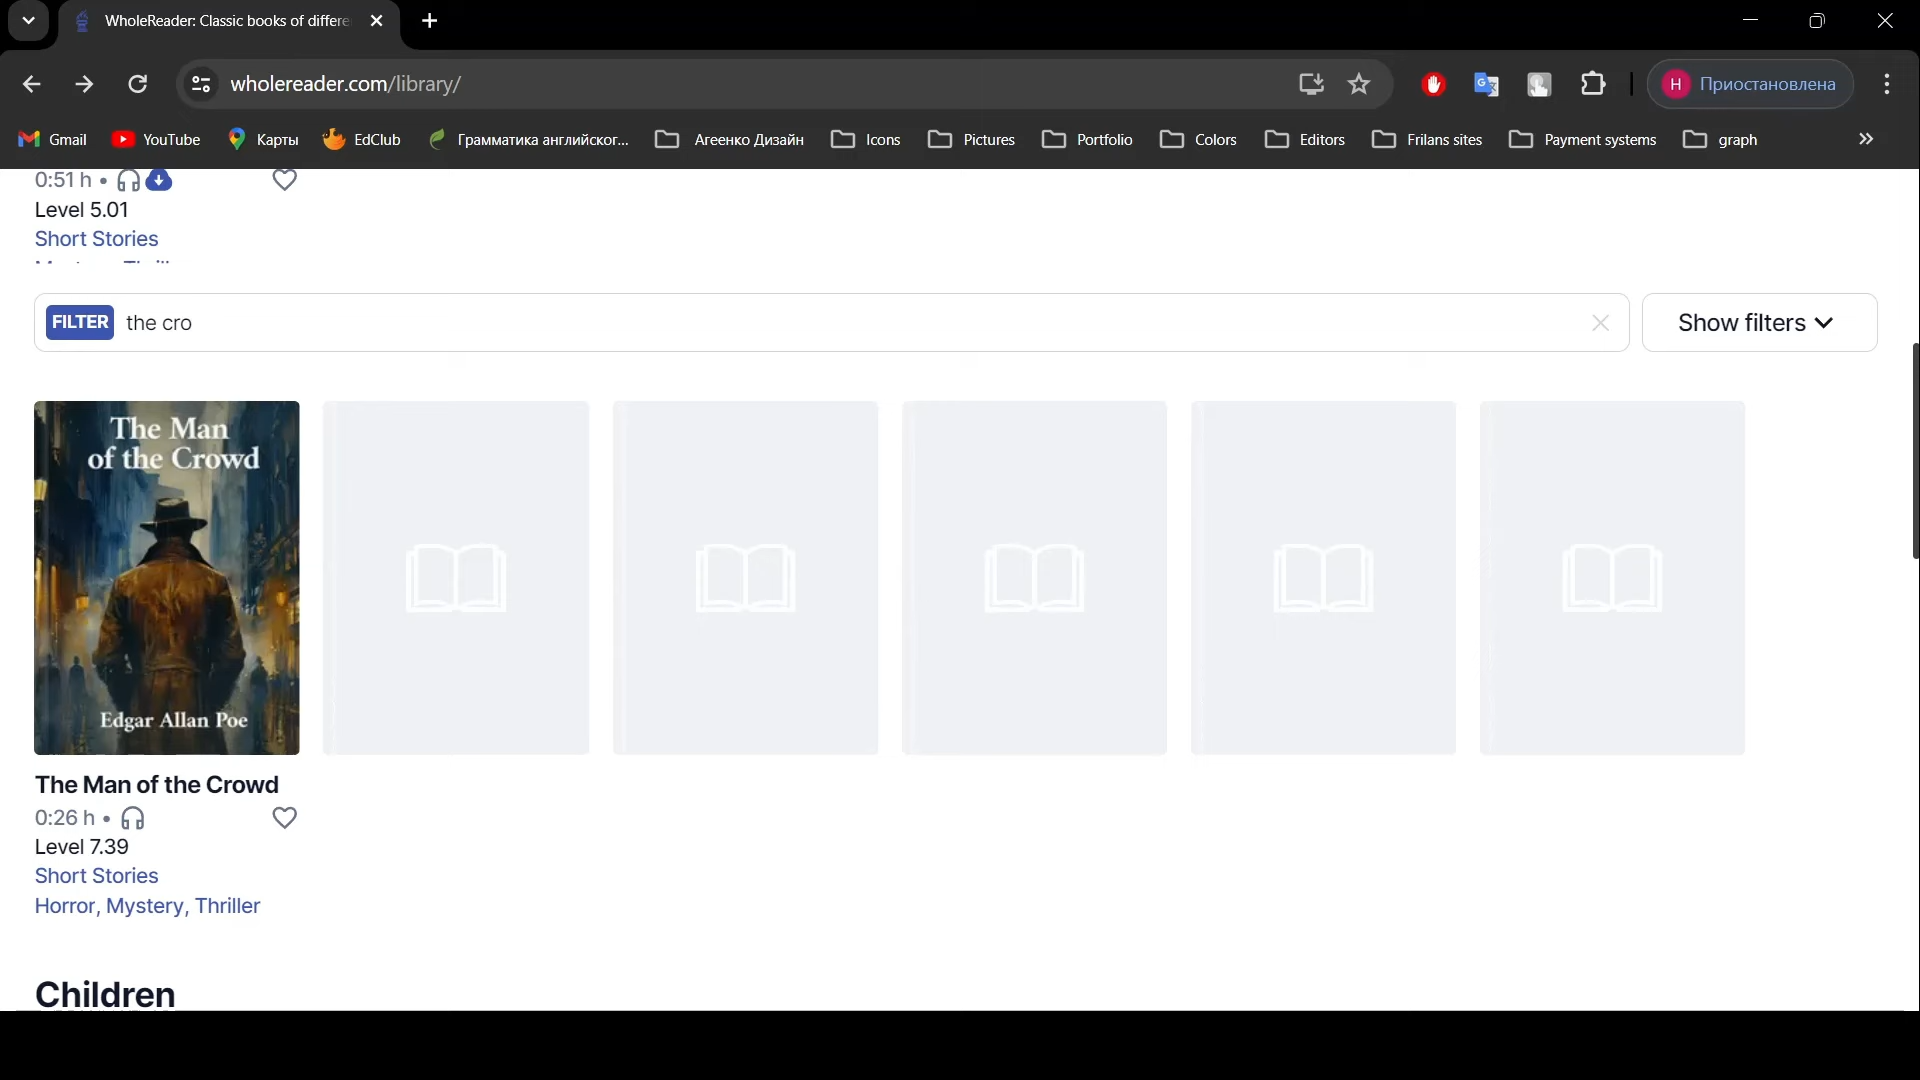 WholeReader: Classic books of differe
wholereader.com/library/
H Приостановлена
Gmail YouTube Карты EdClub Грамматика английског... Агеенко Дизайн Icons Pictures Portfolio Colors Editors Frilans sites Payment systems graph
0:51 h •
Level 5.01
Short Stories
FILTER the cro
Show filters
The Man
of the Crowd
Edgar Allan Poe
The Man of the Crowd
0:26 h •
Level 7.39
Short Stories
Horror, Mystery, Thriller
Children